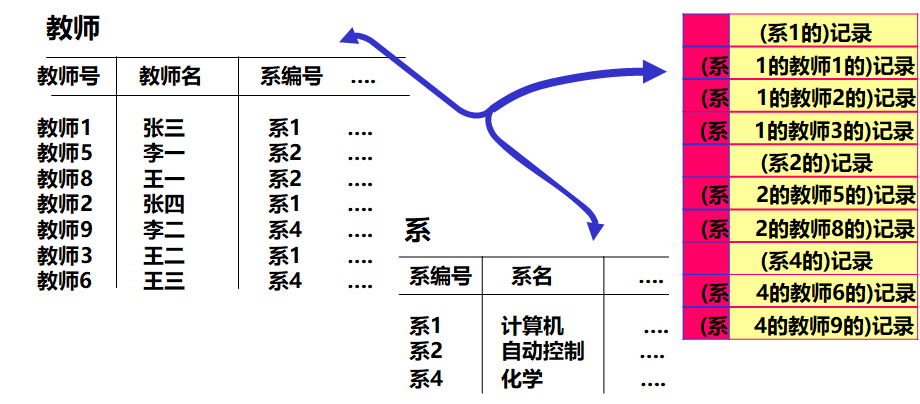 教师
教师号 教师名 系编号 ....
教师1 张三 系1 ....
教师5 李一 系2 ....
教师8 王一 系2 ....
教师2 张四 系1 ....
教师9 李二 系4 ....
教师3 王二 系1 ....
教师6 王三 系4 ....
系
系编号 系名 ....
系1 计算机 ....
系2 自动控制 ....
系4 化学 ....
(系1的)记录
(系1的教师1的)记录
(系1的教师2的)记录
(系1的教师3的)记录
(系2的)记录
(系2的教师5的)记录
(系2的教师8的)记录
(系4的)记录
(系4的教师6的)记录
(系4的教师9的)记录